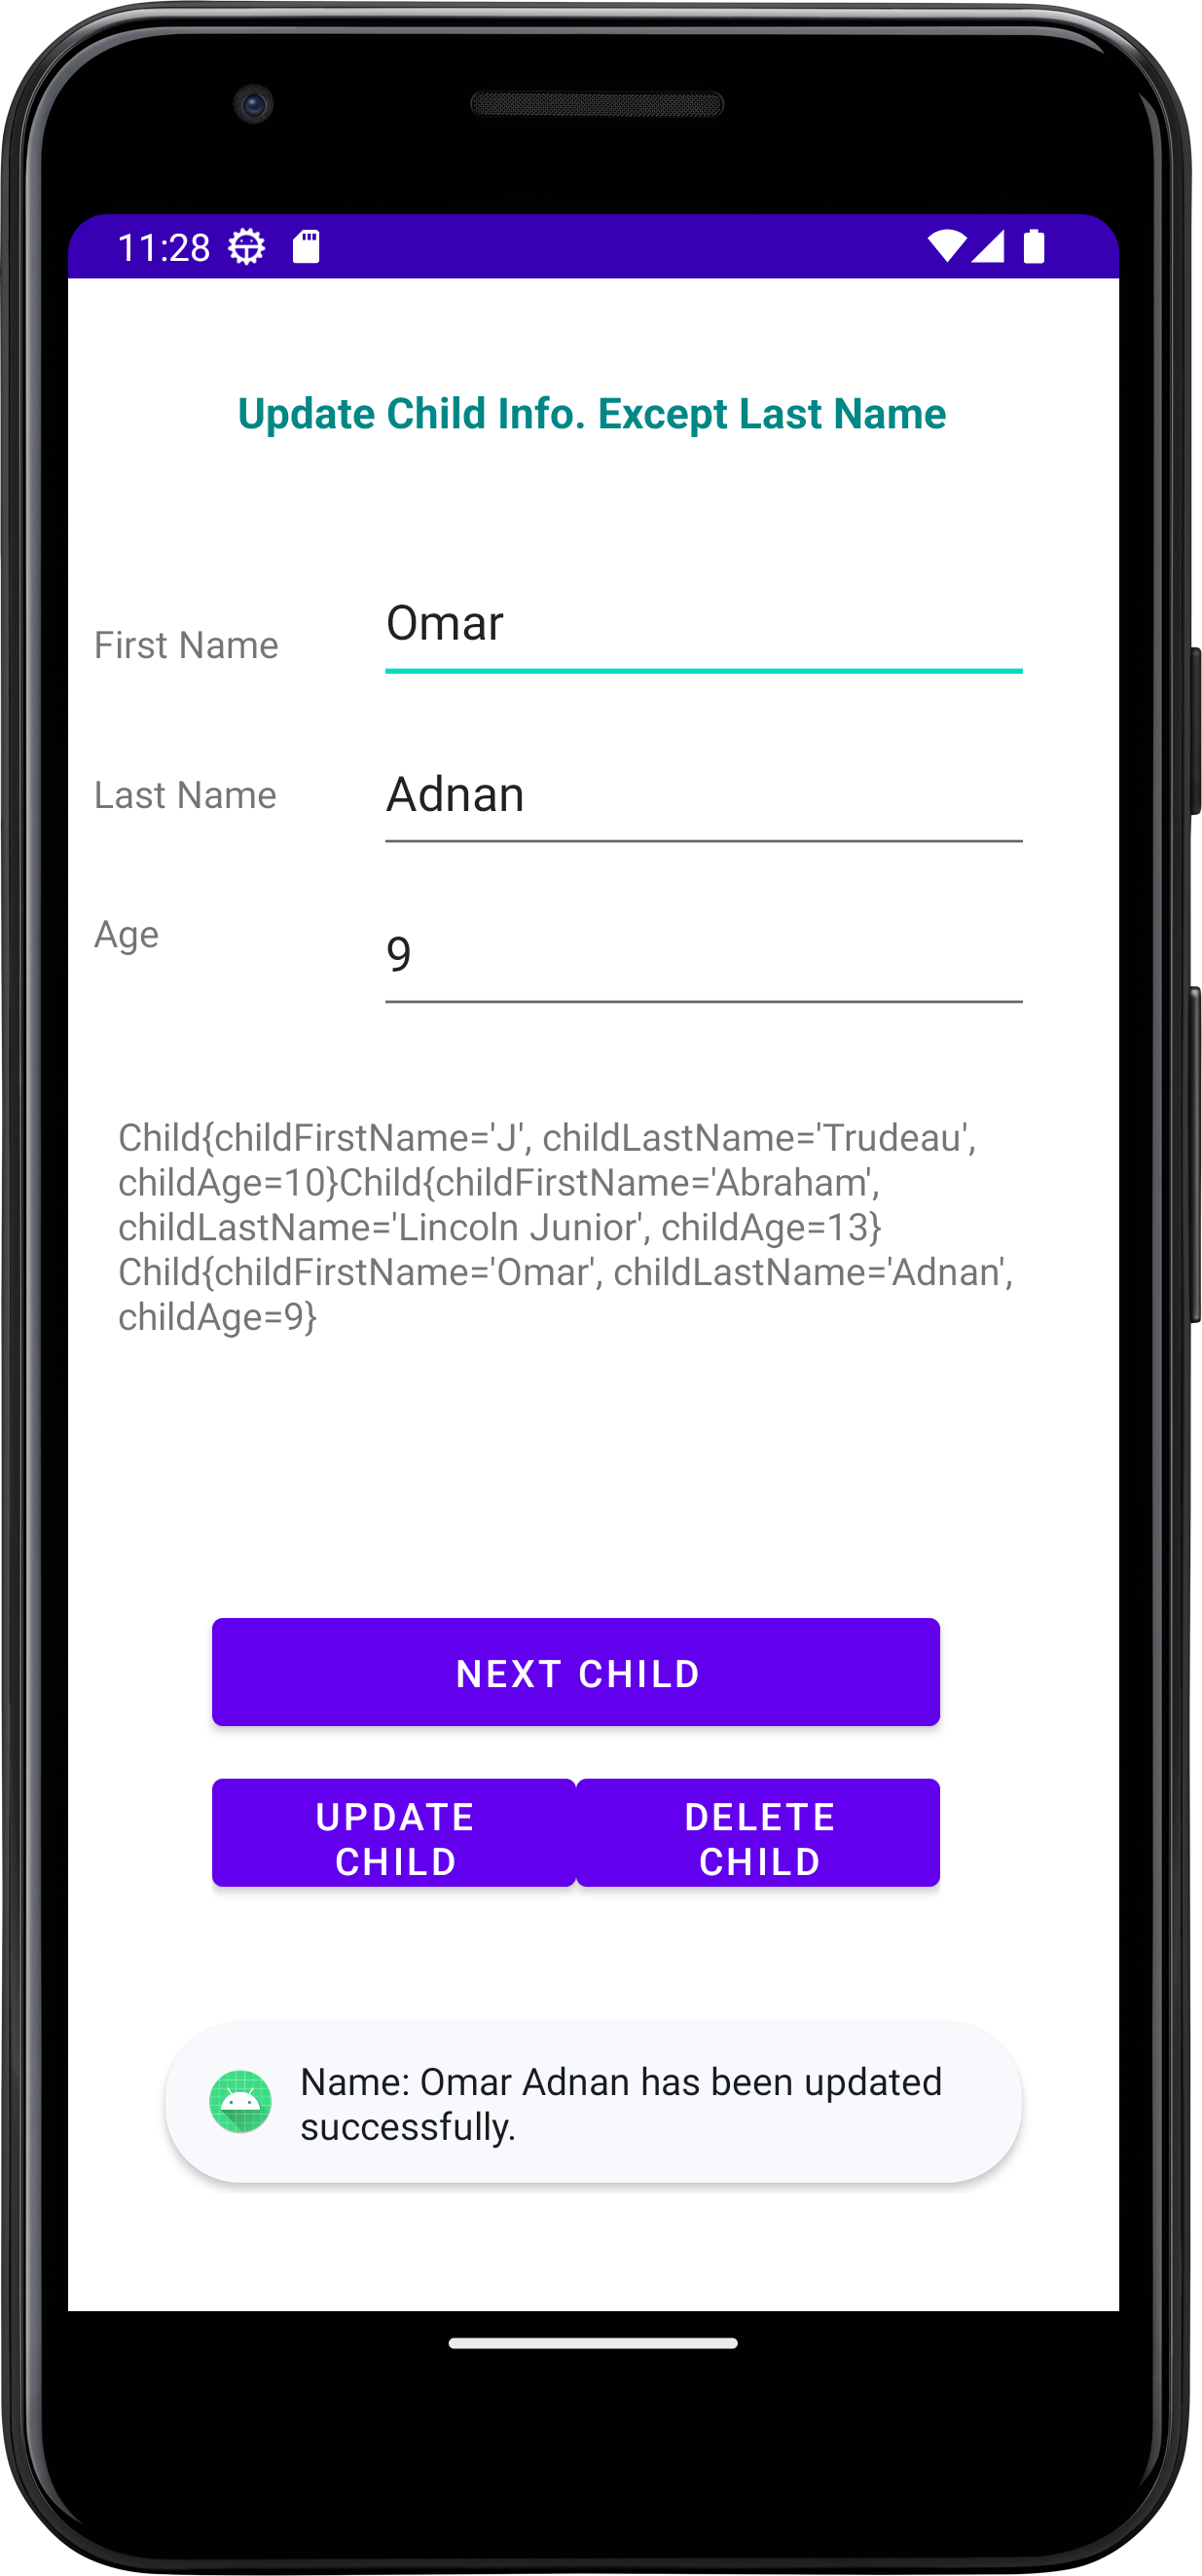 11:28
Update Child Info. Except Last Name
First Name
Omar
Last Name
Adnan
Age
9
Child{childFirstName='J', childLastName='Trudeau',
childAge=10}Child{childFirstName='Abraham',
childLastName='Lincoln Junior', childAge=13}
Child{childFirstName='Omar', childLastName='Adnan',
childAge=9}
NEXT CHILD
UPDATE
CHILD
DELETE
CHILD
Name: Omar Adnan has been updated
successfully.